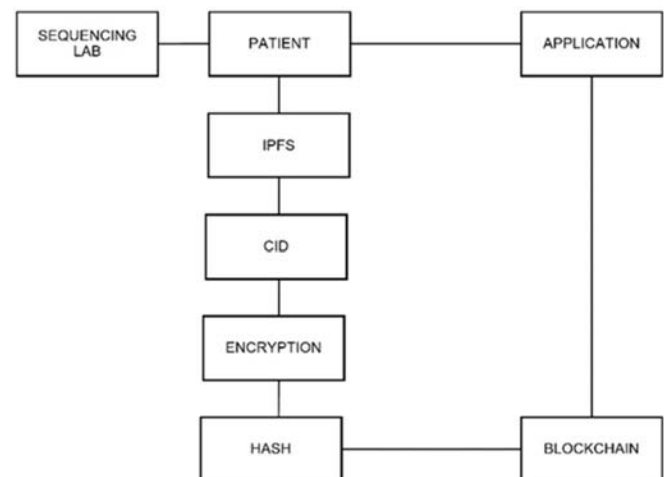 SEQUENCING
LAB
PATIENT
APPLICATION
IPFS
CID
ENCRYPTION
HASH
BLOCKCHAIN